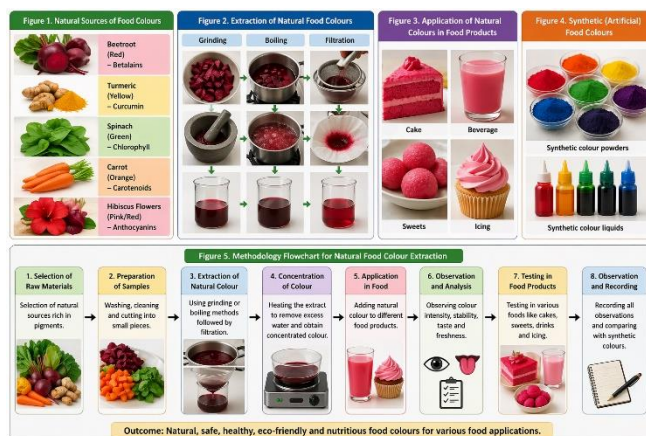 Figure 1. Natural Sources of Food Colours
Beetroot
(Red)
– Betalains
Turmeric
(Yellow)
– Curcumin
Spinach
(Green)
– Chlorophyll
Carrot
(Orange)
– Carotenoids
Hibiscus Flowers
(Pink/Red)
– Anthocyanins
Figure 2. Extraction of Natural Food Colours
Grinding
Boiling
Filtration
Figure 3. Application of Natural
Colours in Food Products
Cake
Beverage
Sweets
Icing
Figure 4. Synthetic (Artificial)
Food Colours
Synthetic colour powders
Synthetic colour liquids
Figure 5. Methodology Flowchart for Natural Food Colour Extraction
1. Selection of
Raw Materials
Selection of natural
sources rich in
pigments.
2. Preparation
of Samples
Washing, cleaning
and cutting into
small pieces.
3. Extraction of
Natural Colour
Using grinding or
boiling methods
followed by
filtration.
4. Concentration
of Colour
Heating the extract
to remove excess
water and obtain
concentrated colour.
5. Application
in Food
Adding natural
colour to different
food products.
6. Observation
and Analysis
Observing colour
intensity, stability,
taste and
freshness.
7. Testing in
Food Products
Testing in various
foods like cakes,
sweets, drinks
and icing.
8. Observation
and Recording
Recording all
observations and
comparing with
synthetic
colours.
Outcome: Natural, safe, healthy, eco-friendly and nutritious food colours for various food applications.